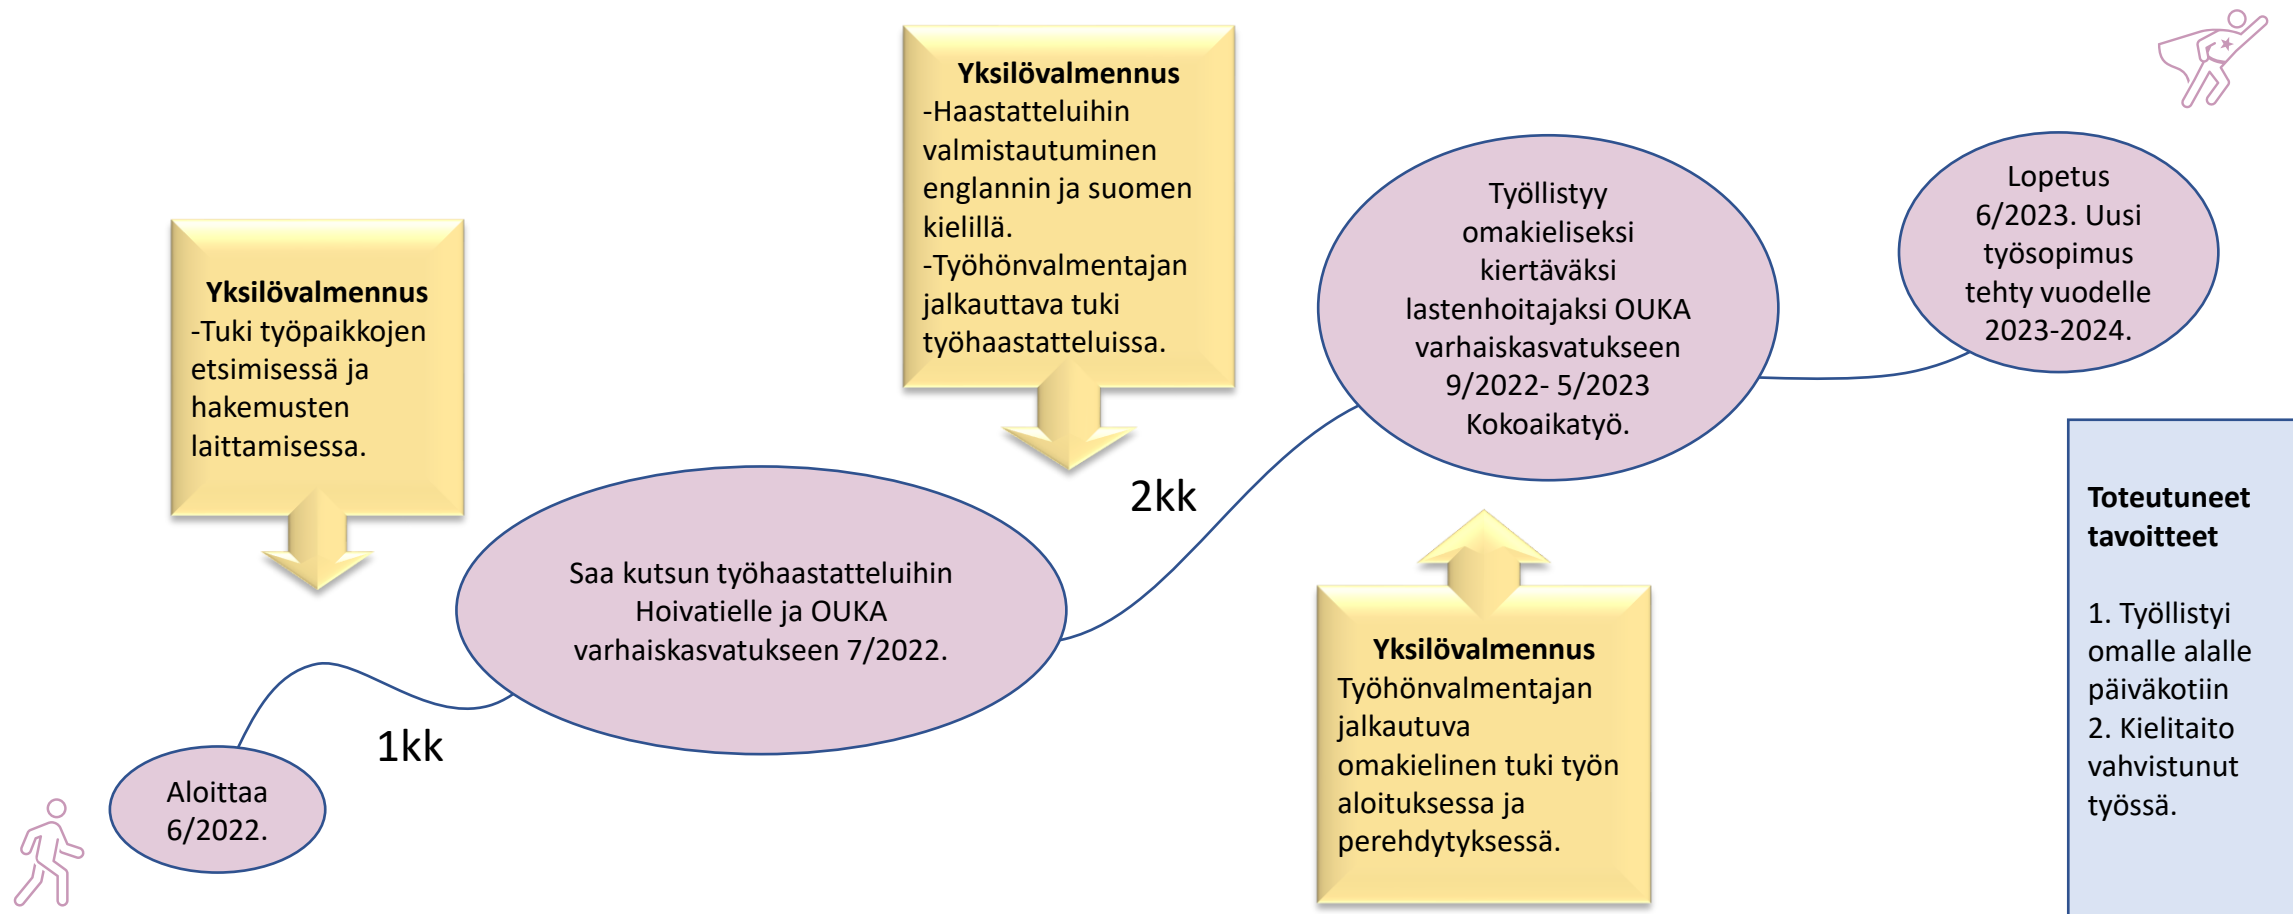 Aloittaa
6/2022.
1kk
Yksilövalmennus
-Tuki työpaikkojen
etsimisessä ja
hakemusten
laittamisessa.
Saa kutsun työhaastatteluihin
Hoivatielle ja OUKA
varhaiskasvatukseen 7/2022.
Yksilövalmennus
-Haastatteluihin
valmistautuminen
englannin ja suomen
kielillä.
-Työhönvalmentajan
jalkauttava tuki
työhaastatteluissa.
2kk
Työllistyy
omakieliseksi
kiertäväksi
lastenhoitajaksi OUKA
varhaiskasvatukseen
9/2022- 5/2023
Kokoaikatyö.
Yksilövalmennus
Työhönvalmentajan
jalkautuva
omakielinen tuki työn
aloituksessa ja
perehdytyksessä.
Lopetus
6/2023. Uusi
työsopimus
tehty vuodelle
2023-2024.
Toteutuneet
tavoitteet
1. Työllistyi
omalle alalle
päiväkotiin
2. Kielitaito
vahvistunut
työssä.